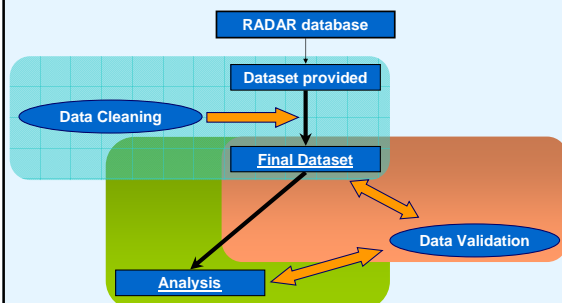 RADAR database
Dataset provided
Data Cleaning
Final Dataset
Data Validation
Analysis